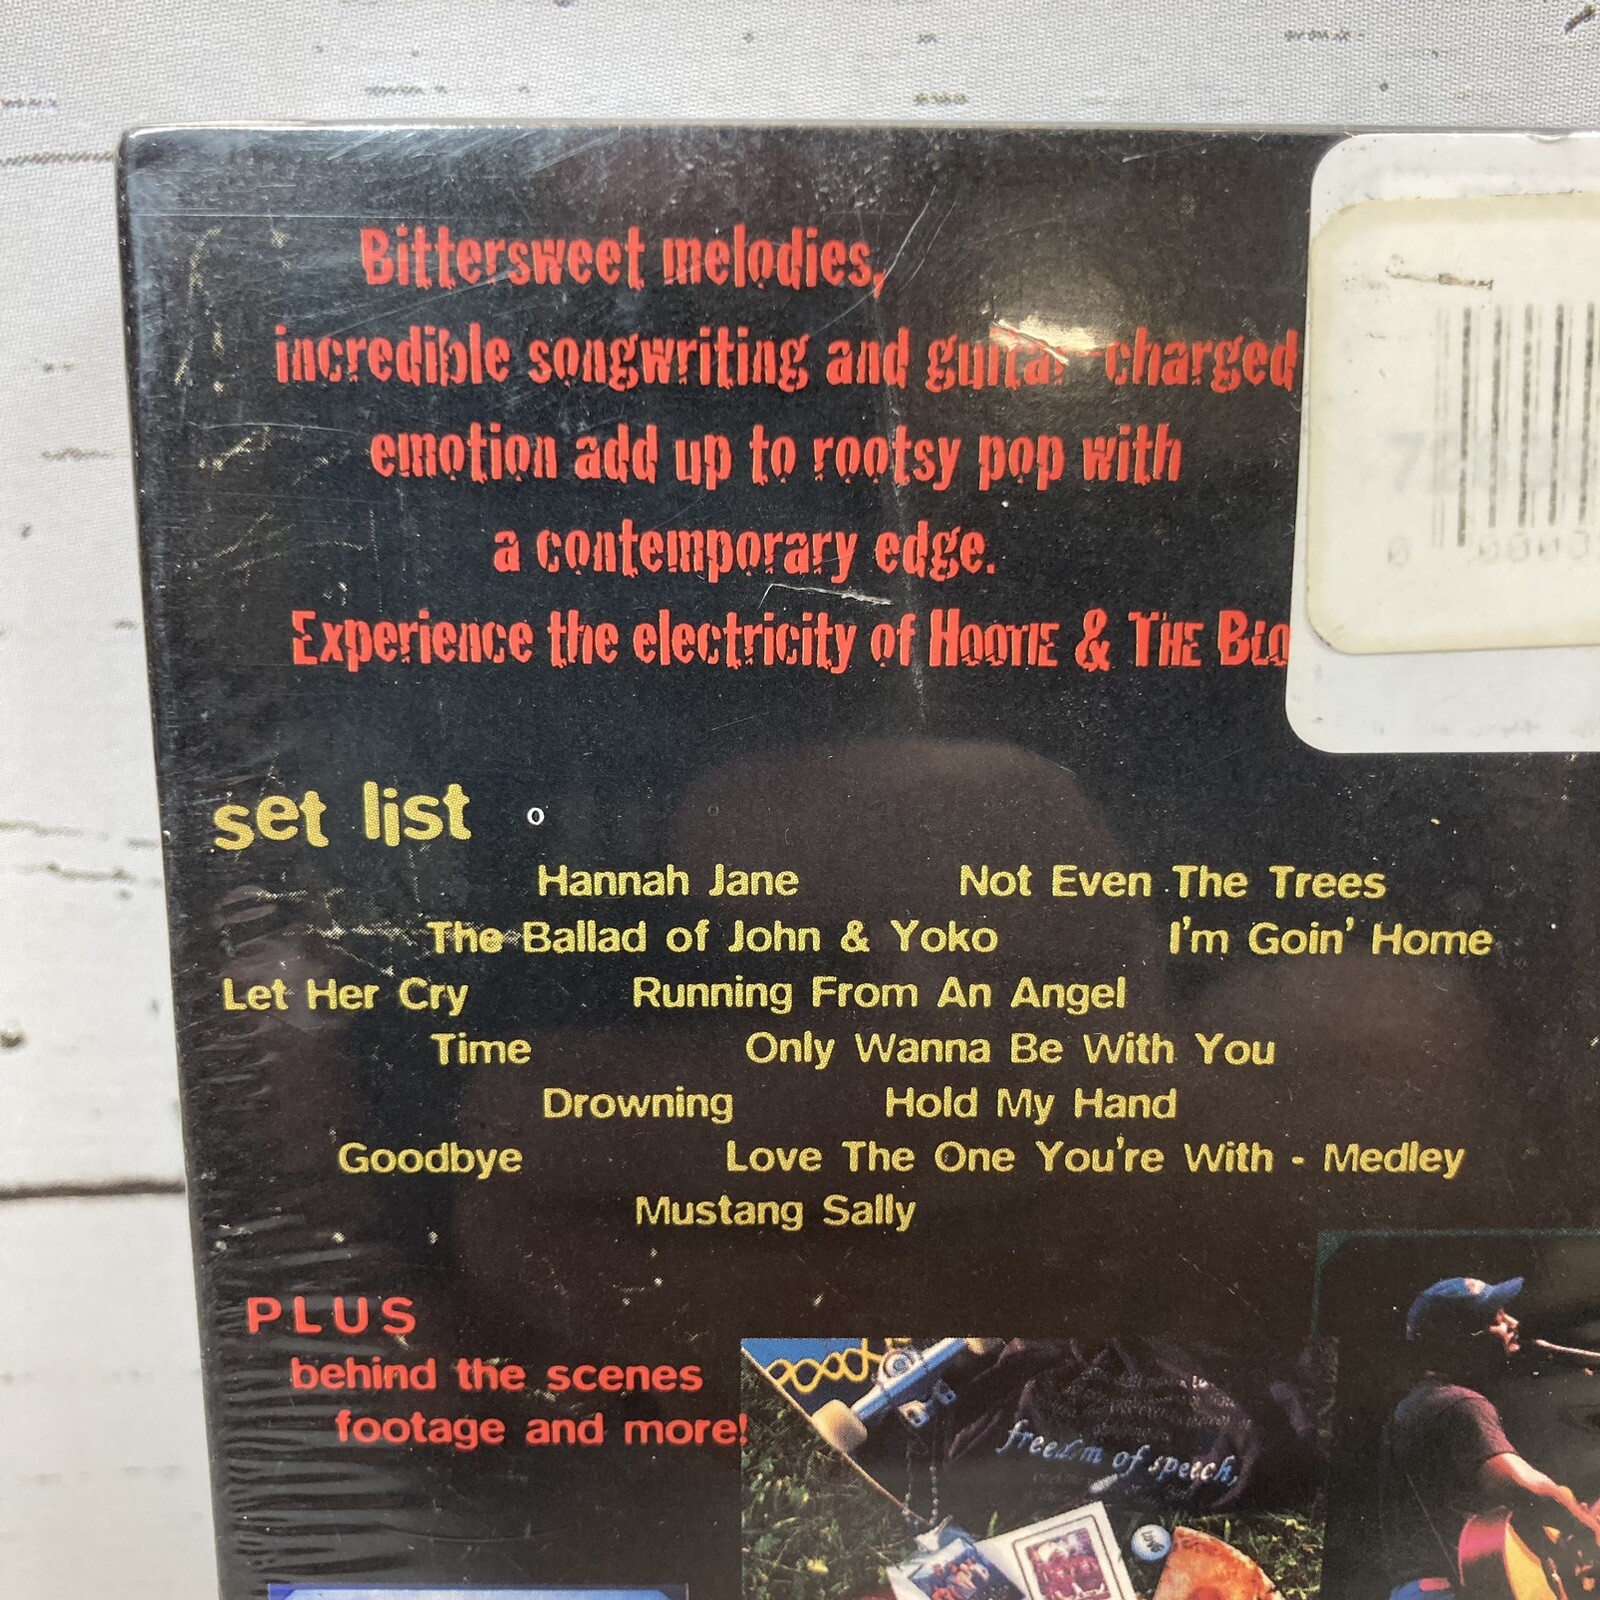 Bittersweet melodies,
incredible songwriting and guitar-charged
emotion add up to rootsy pop with
a contemporary edge.
Experience the electricity of HOOTIE & THE BLO
set list
Hannah Jane Not Even The Trees
The Ballad of John & Yoko I'm Goin' Home
Let Her Cry Running From An Angel
Time Only Wanna Be With You
Drowning Hold My Hand
Goodbye Love The One You're With - Medley
Mustang Sally
PLUS
behind the scenes
footage and more!
freedom of speech,